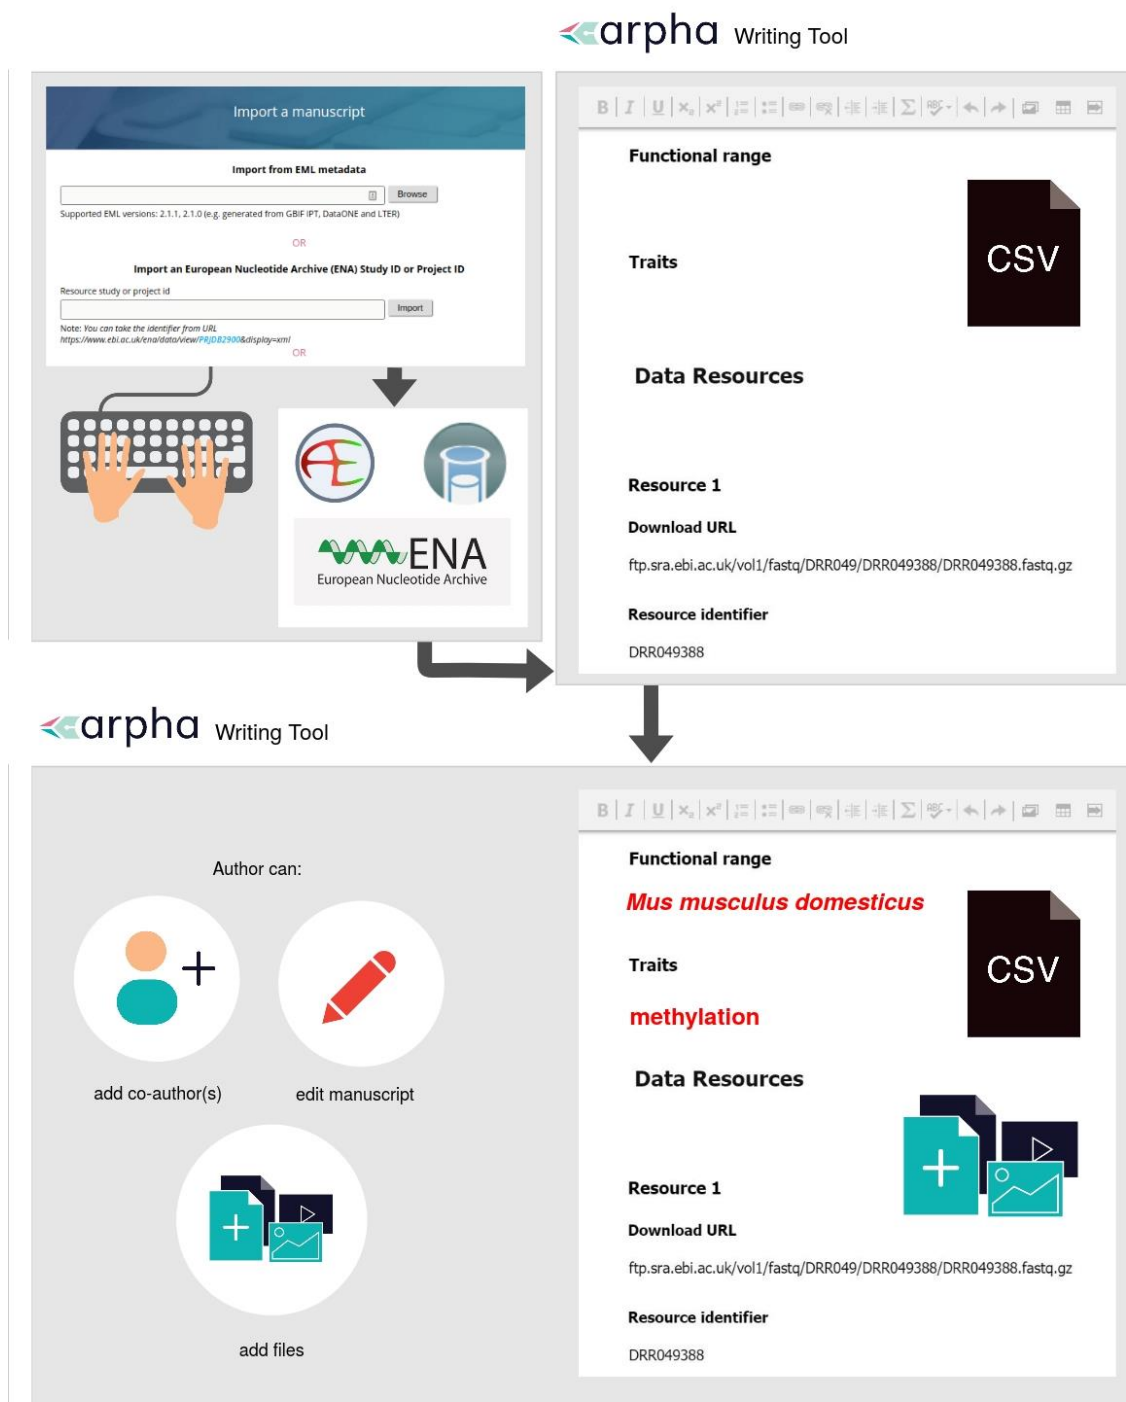 arpha Writing Tool
Import a manuscript
Import from EML metadata
Browse
Supported EML versions: 2.1.1, 2.1.0 (e.g. generated from GBIF IPT, DataONE and LTER)
OR
Import an European Nucleotide Archive (ENA) Study ID or Project ID
Resource study or project id
Import
Note: You can take the identifier from URL
https://www.ebi.ac.uk/ena/data/view/PRJDB2900&display=xml
OR
AE
ENA
European Nucleotide Archive
B I U x₂ x² Σ ABC
Functional range
CSV
Traits
Data Resources
Resource 1
Download URL
ftp.sra.ebi.ac.uk/vol1/fastq/DRR049/DRR049388/DRR049388.fastq.gz
Resource identifier
DRR049388
arpha Writing Tool
Author can:
add co-author(s)
edit manuscript
add files
B I U x₂ x² Σ ABC
Functional range
Mus musculus domesticus
CSV
Traits
methylation
Data Resources
Resource 1
Download URL
ftp.sra.ebi.ac.uk/vol1/fastq/DRR049/DRR049388/DRR049388.fastq.gz
Resource identifier
DRR049388